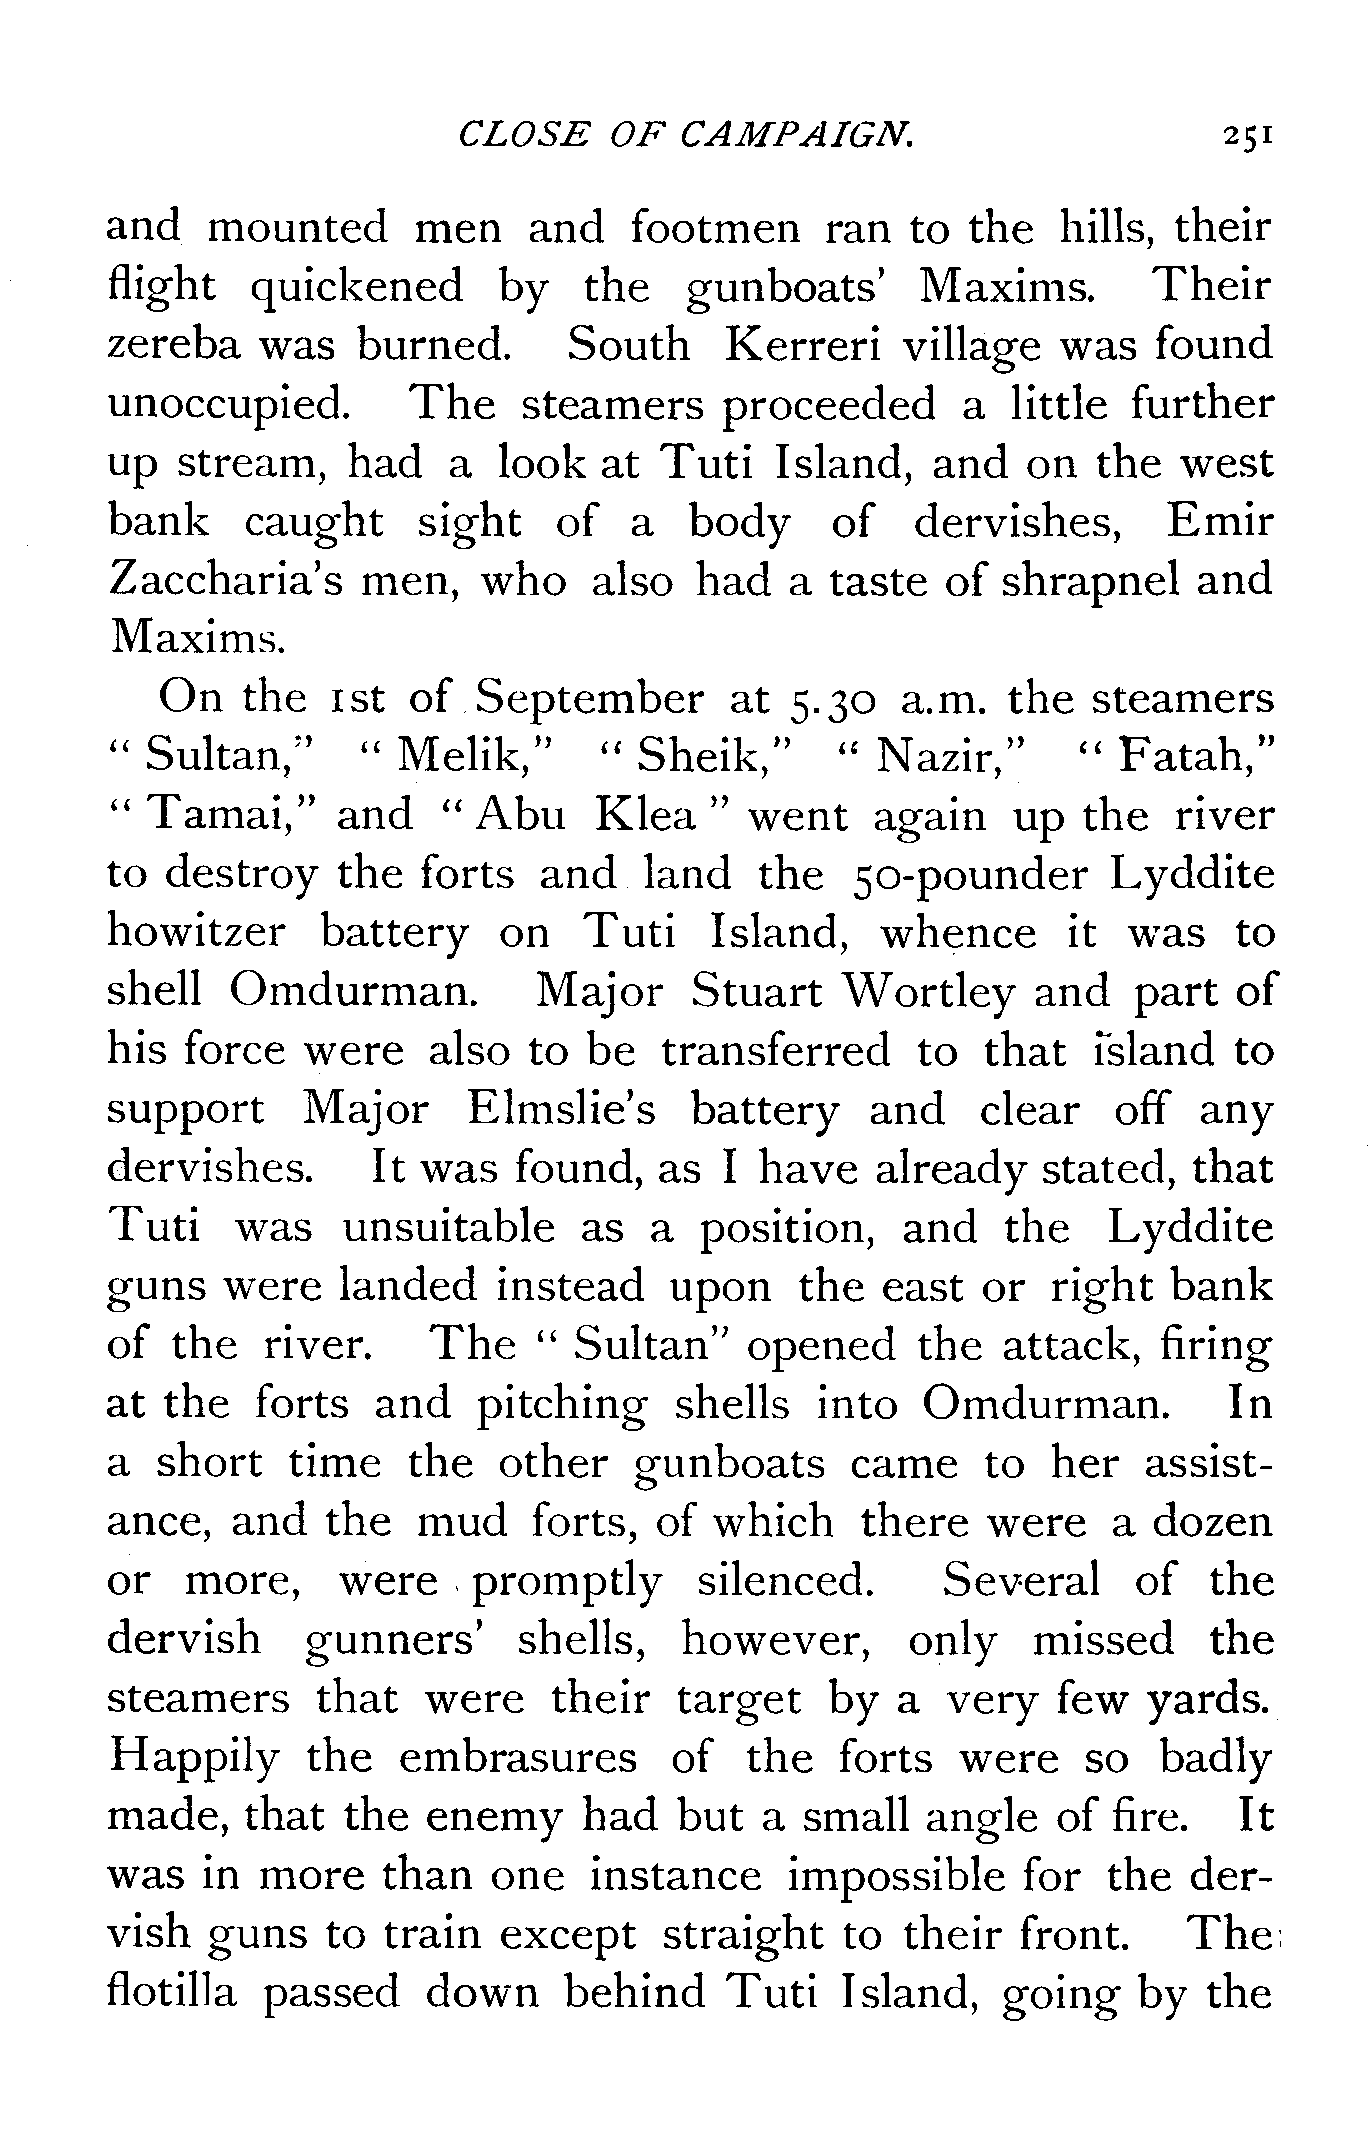 CLOSE OF CAMPAIGN. 251
and mounted men and footmen ran to the hills, their
flight quickened by the gunboats' Maxims. Their
zereba was burned. South Kerreri village was found
unoccupied. The steamers proceeded a little further
up stream, had a look at Tuti Island, and on the west
bank caught sight of a body of dervishes, Emir
Zaccharia's men, who also had a taste of shrapnel and
Maxims.
On the 1st of September at 5.30 a.m. the steamers
" Sultan," " Melik," " Sheik," " Nazir," " Fatah,"
" Tamai," and " Abu Klea " went again up the river
to destroy the forts and land the 50-pounder Lyddite
howitzer battery on Tuti Island, whence it was to
shell Omdurman. Major Stuart Wortley and part of
his force were also to be transferred to that island to
support Major Elmslie's battery and clear off any
dervishes. It was found, as I have already stated, that
Tuti was unsuitable as a position, and the Lyddite
guns were landed instead upon the east or right bank
of the river. The " Sultan" opened the attack, firing
at the forts and pitching shells into Omdurman. In
a short time the other gunboats came to her assist-
ance, and the mud forts, of which there were a dozen
or more, were promptly silenced. Several of the
dervish gunners' shells, however, only missed the
steamers that were their target by a very few yards.
Happily the embrasures of the forts were so badly
made, that the enemy had but a small angle of fire. It
was in more than one instance impossible for the der-
vish guns to train except straight to their front. The
flotilla passed down behind Tuti Island, going by the